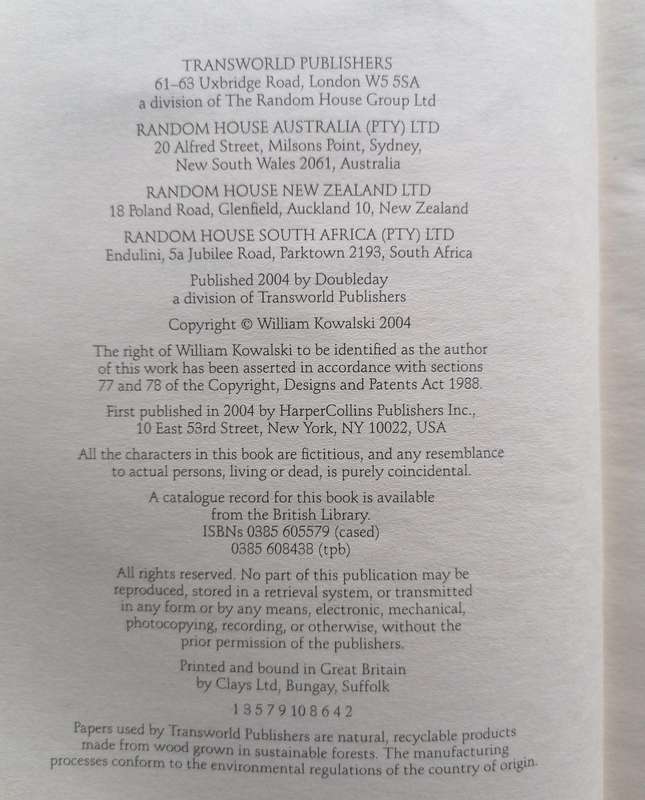 TRANSWORLD PUBLISHERS
61–63 Uxbridge Road, London W5 5SA
a division of The Random House Group Ltd
RANDOM HOUSE AUSTRALIA (PTY) LTD
20 Alfred Street, Milsons Point, Sydney,
New South Wales 2061, Australia
RANDOM HOUSE NEW ZEALAND LTD
18 Poland Road, Glenfield, Auckland 10, New Zealand
RANDOM HOUSE SOUTH AFRICA (PTY) LTD
Endulini, 5a Jubilee Road, Parktown 2193, South Africa
Published 2004 by Doubleday
a division of Transworld Publishers
Copyright © William Kowalski 2004
The right of William Kowalski to be identified as the author
of this work has been asserted in accordance with sections
77 and 78 of the Copyright, Designs and Patents Act 1988.
First published in 2004 by HarperCollins Publishers Inc.,
10 East 53rd Street, New York, NY 10022, USA
All the characters in this book are fictitious, and any resemblance
to actual persons, living or dead, is purely coincidental.
A catalogue record for this book is available
from the British Library.
ISBNs 0385 605579 (cased)
0385 608438 (tpb)
All rights reserved. No part of this publication may be
reproduced, stored in a retrieval system, or transmitted
in any form or by any means, electronic, mechanical,
photocopying, recording, or otherwise, without the
prior permission of the publishers.
Printed and bound in Great Britain
by Clays Ltd, Bungay, Suffolk
1 3 5 7 9 10 8 6 4 2
Papers used by Transworld Publishers are natural, recyclable products
made from wood grown in sustainable forests. The manufacturing
processes conform to the environmental regulations of the country of origin.